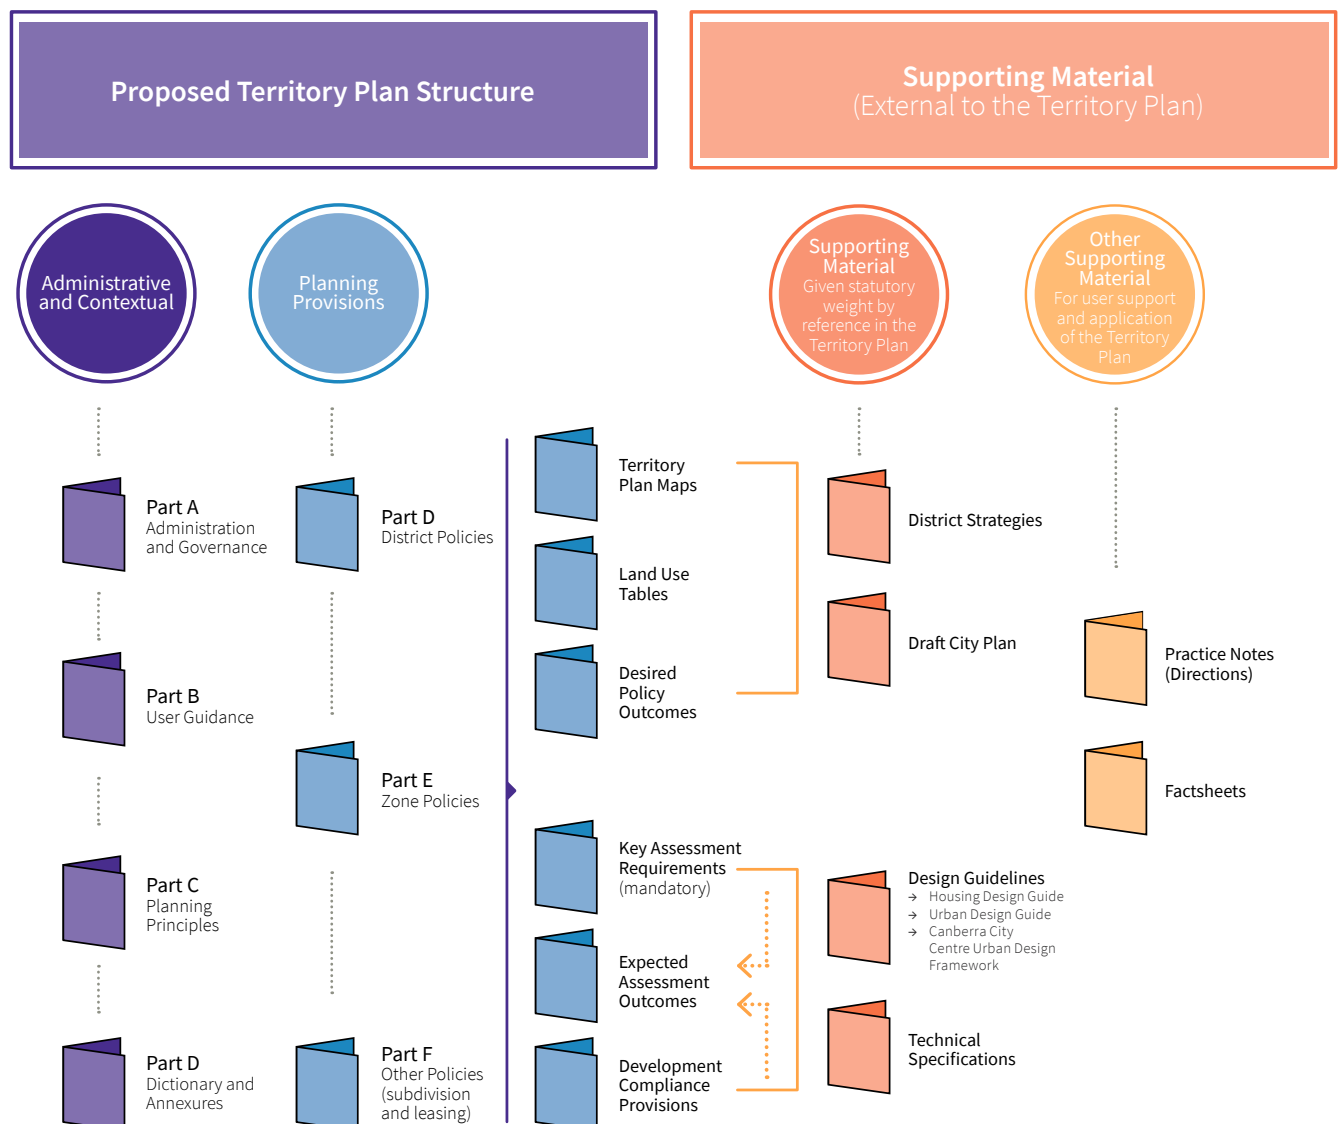 Proposed Territory Plan Structure
Supporting Material
(External to the Territory Plan)
Administrative
and Contextual
Planning
Provisions
Supporting
Material
Given statutory
weight by
reference in the
Territory Plan
Other
Supporting
Material
For user support
and application
of the Territory
Plan
Part A
Administration
and Governance
Part B
User Guidance
Part C
Planning
Principles
Part D
Dictionary and
Annexures
Part D
District Policies
Part E
Zone Policies
Part F
Other Policies
(subdivision
and leasing)
Territory
Plan Maps
Land Use
Tables
Desired
Policy
Outcomes
Key Assessment
Requirements
(mandatory)
Expected
Assessment
Outcomes
Development
Compliance
Provisions
District Strategies
Draft City Plan
Design Guidelines
→ Housing Design Guide
→ Urban Design Guide
→ Canberra City
Centre Urban Design
Framework
Technical
Specifications
Practice Notes
(Directions)
Factsheets